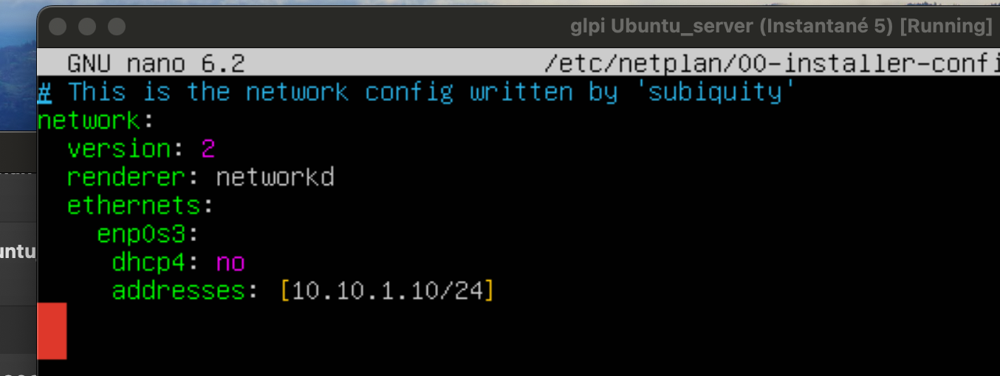 glpi Ubuntu_server (Instantané 5) [Running]
GNU nano 6.2 /etc/netplan/00-installer-confi
# This is the network config written by 'subiquity'
network:
version: 2
renderer: networkd
ethernets:
enp0s3:
untu
dhcp4: no
addresses: [10.10.1.10/24]